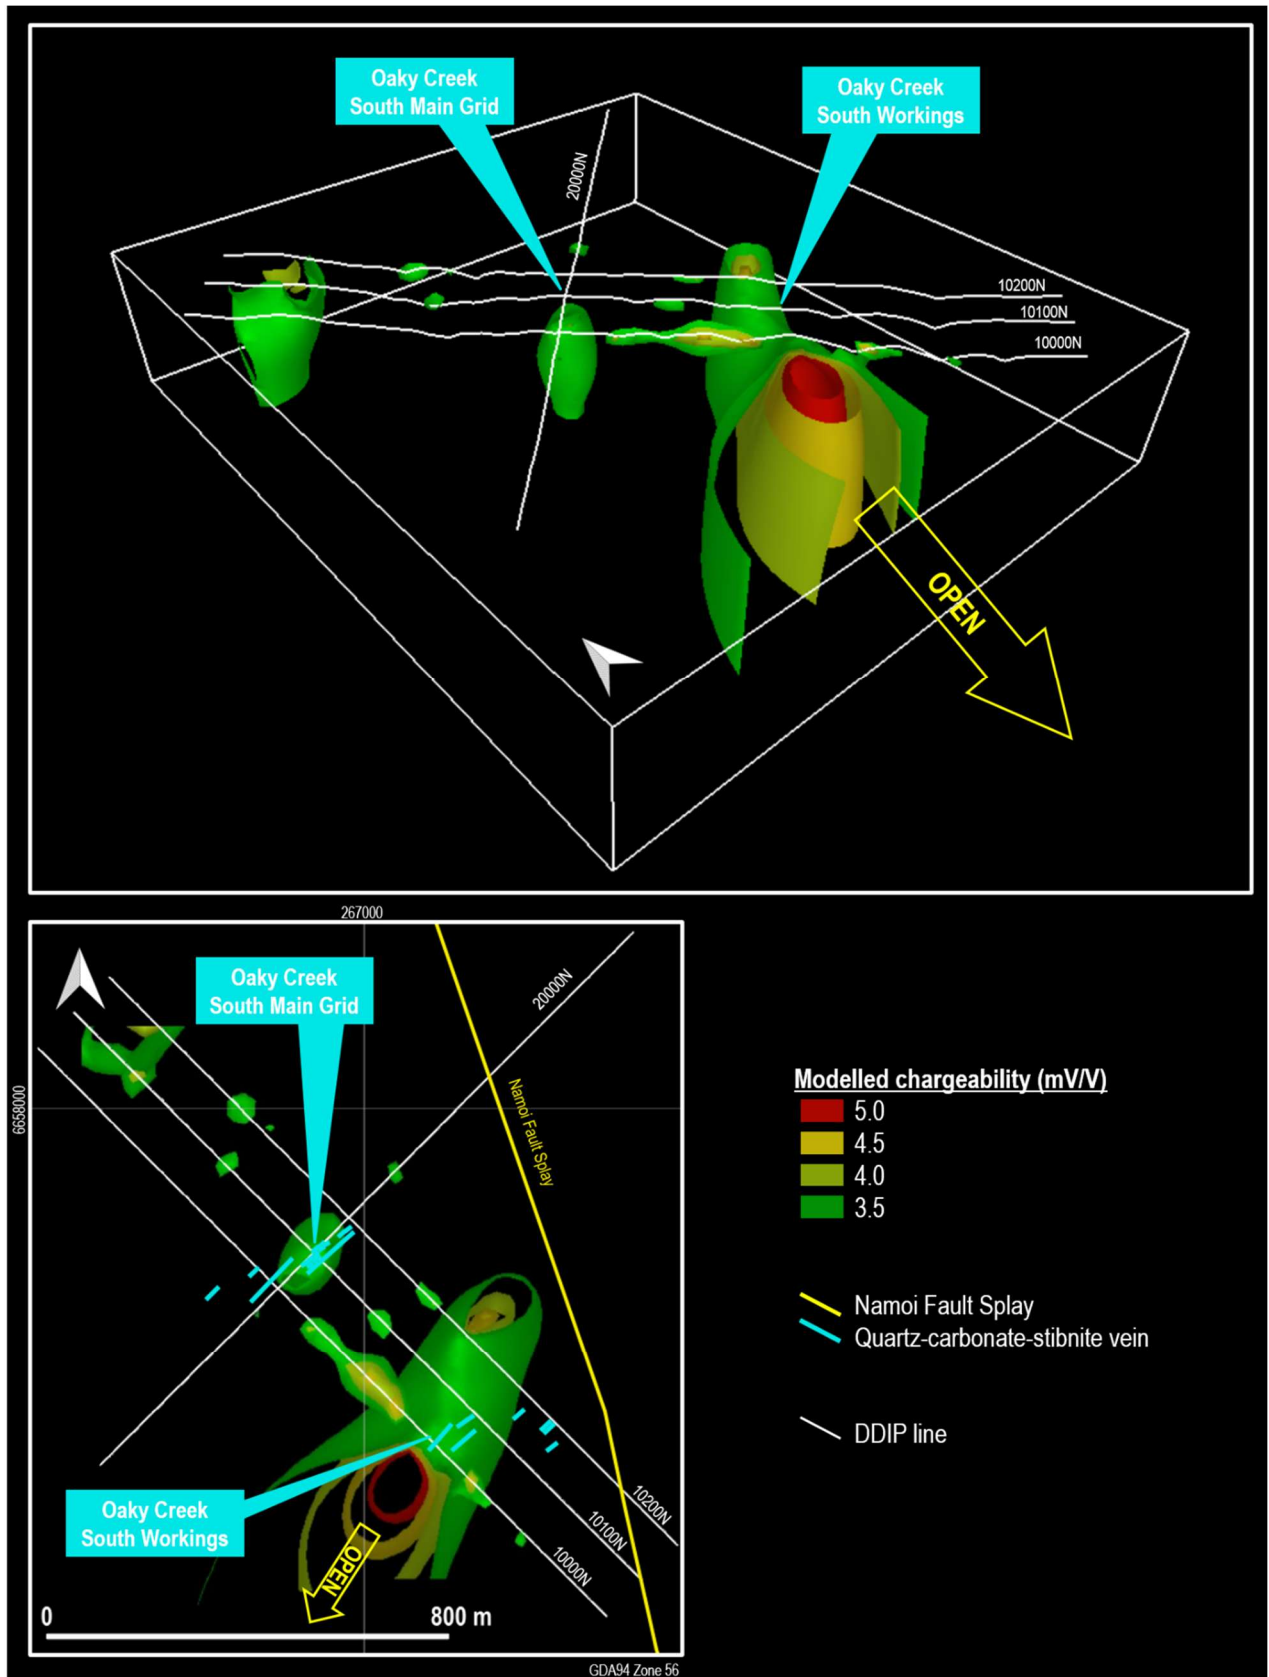 Oaky Creek
South Main Grid
Oaky Creek
South Workings
20000N
10200N
10100N
10000N
OPEN
267000
Oaky Creek
South Main Grid
20000N
6658000
Namoi Fault Splay
Modelled chargeability (mV/V)
5.0
4.5
4.0
3.5
Namoi Fault Splay
Quartz-carbonate-stibnite vein
DDIP line
Oaky Creek
South Workings
10200N
10100N
10000N
OPEN
0
800 m
GDA94 Zone 56